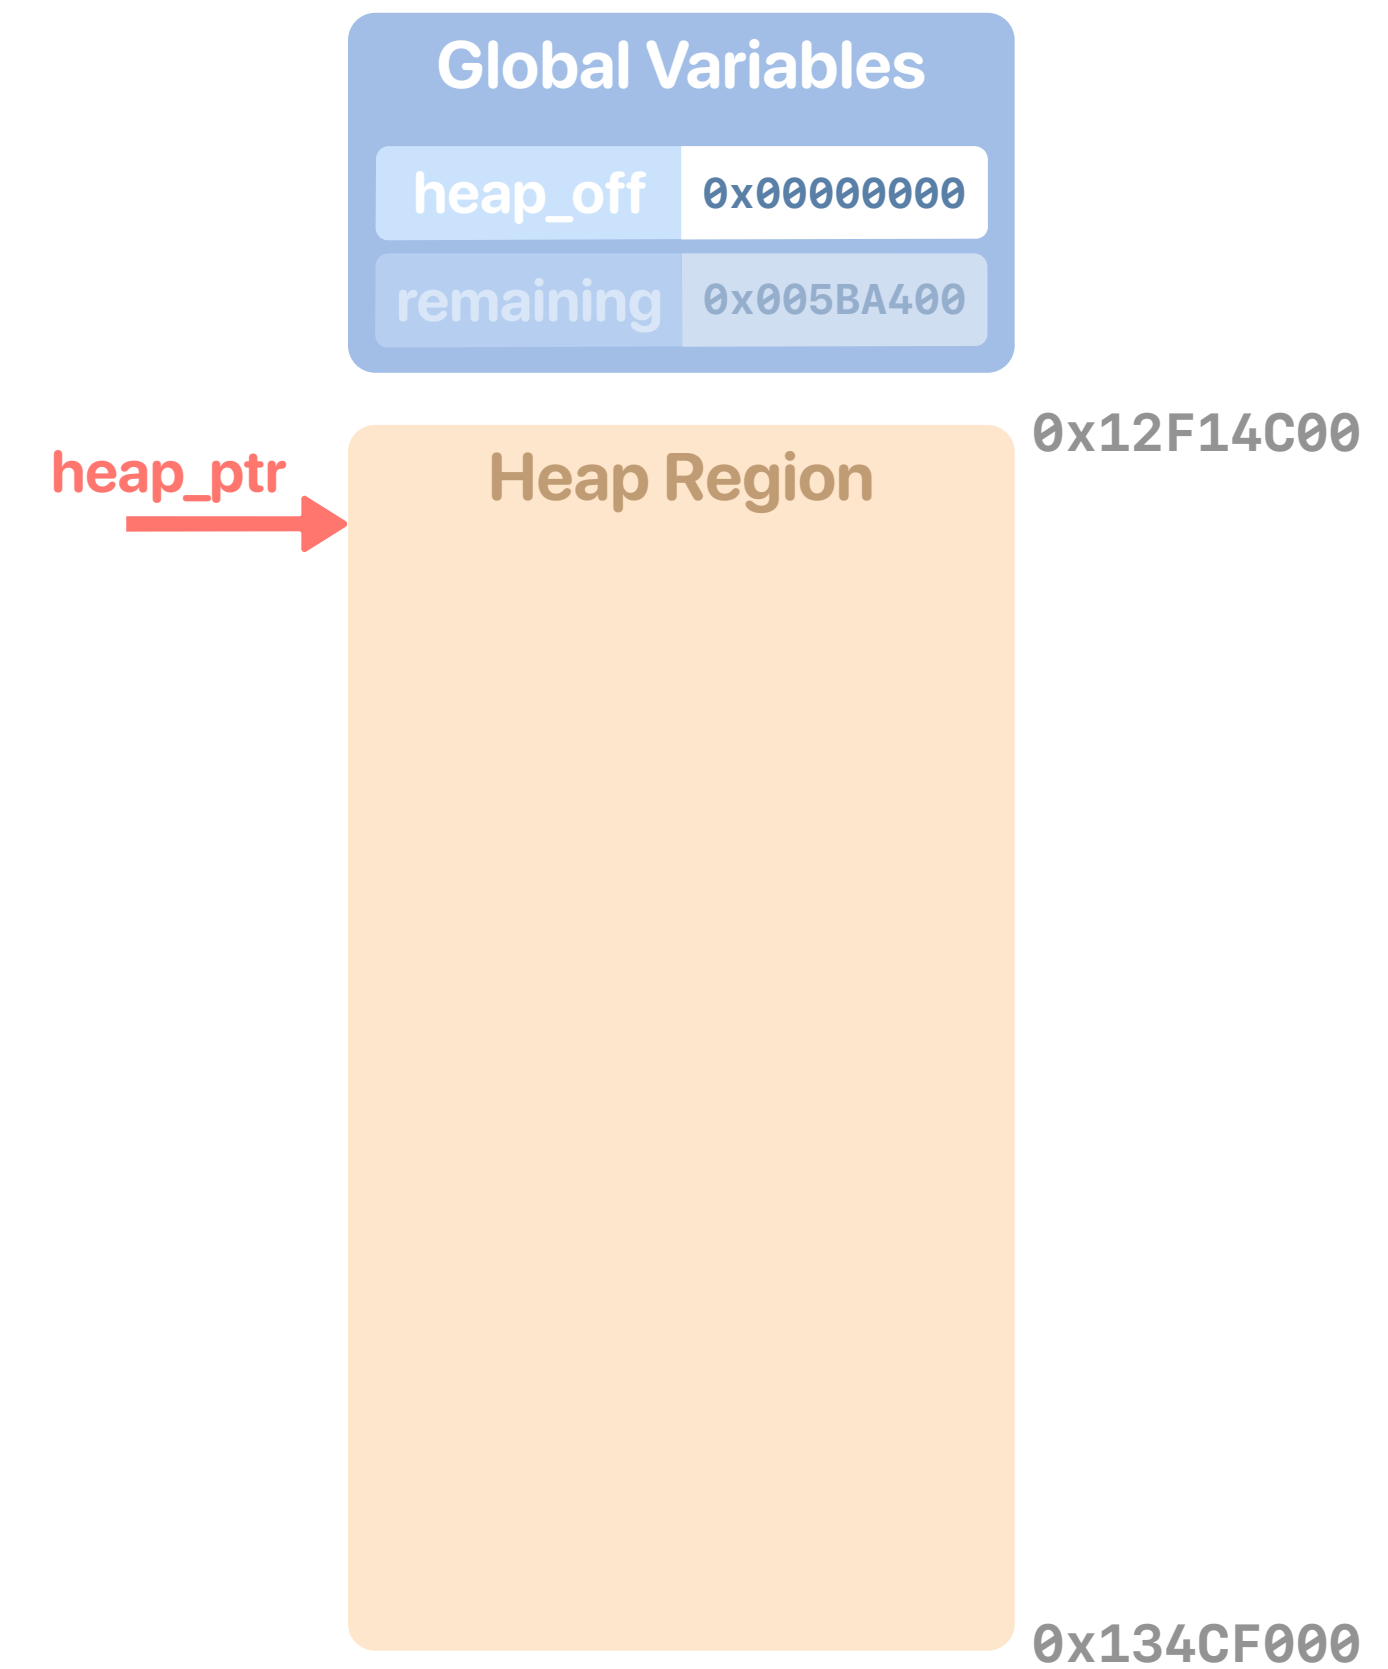 Global Variables
heap_off 0x00000000
remaining 0x005BA400
0x12F14C00
heap_ptr
Heap Region
0x134CF000